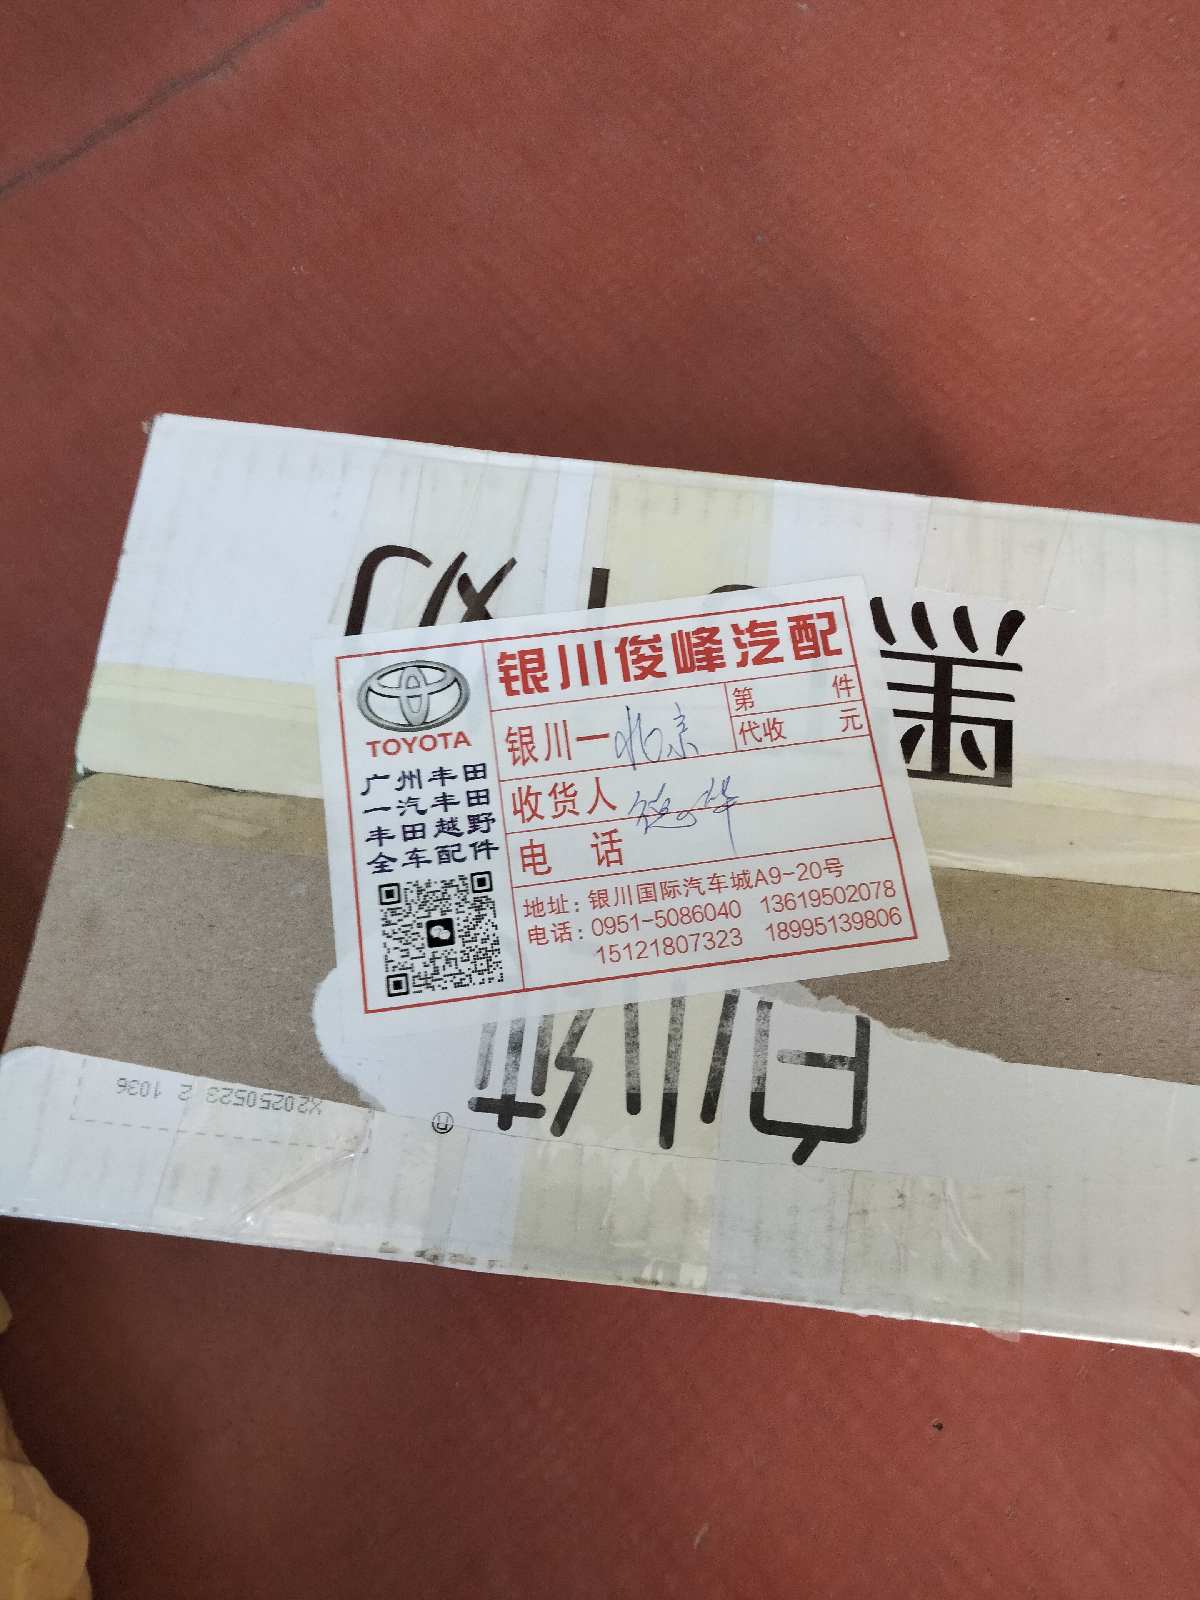 银川俊峰汽配
TOYOTA
广州丰田
一汽丰田
丰田越野
全车配件
银川一北京
第 件
代收 元
收货人 德华
电 话
地址：银川国际汽车城A9-20号
电话：0951-5086040 13619502078
15121807323 18995139806
X20250523 2 1036